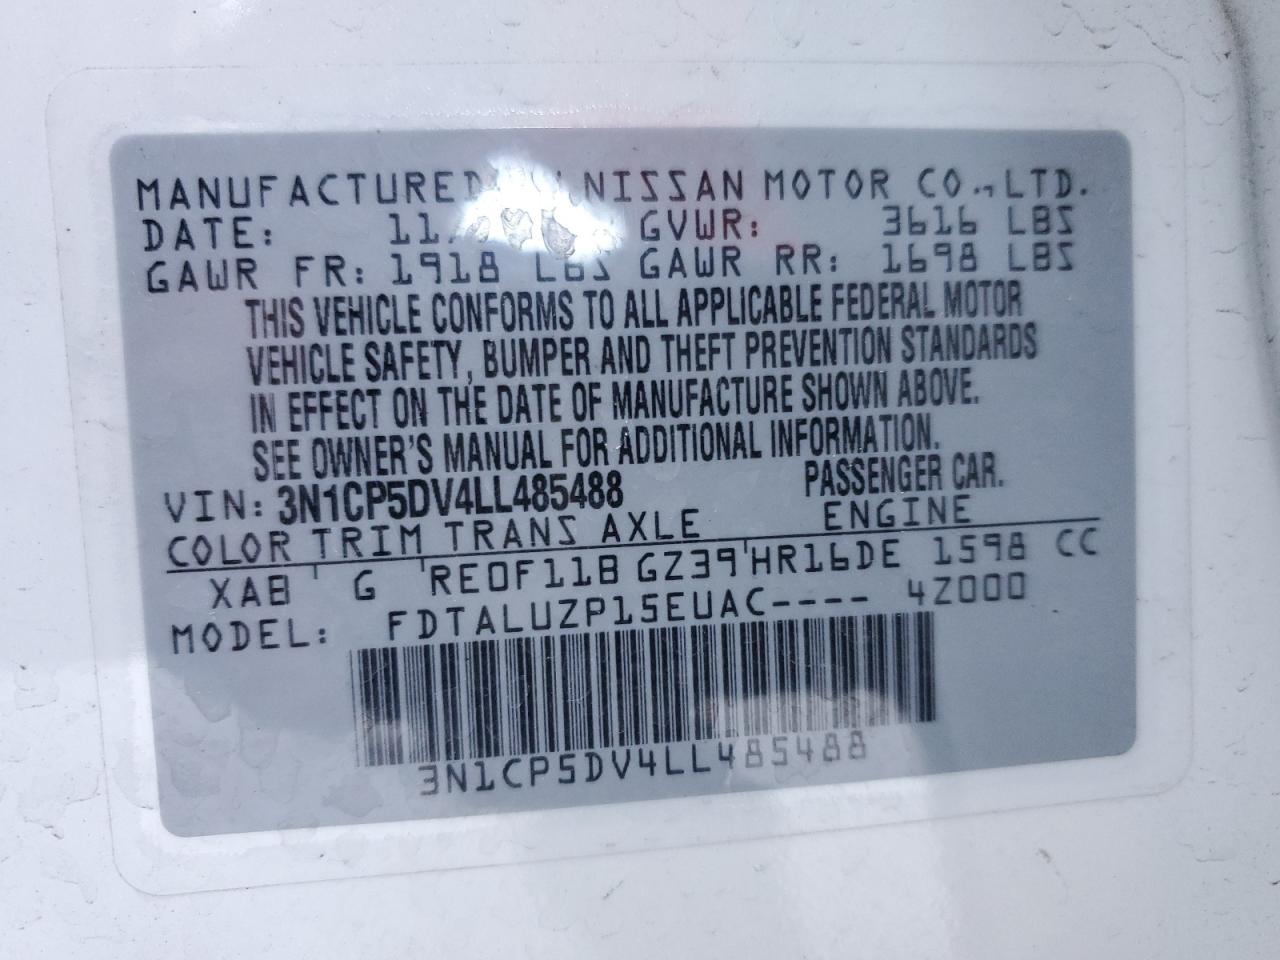 MANUFACTURED NISSAN MOTOR CO., LTD.
DATE: GVWR: 3616 LBS
GAWR FR: 1918 LBS GAWR RR: 1698 LBS
THIS VEHICLE CONFORMS TO ALL APPLICABLE FEDERAL MOTOR
VEHICLE SAFETY, BUMPER AND THEFT PREVENTION STANDARDS
IN EFFECT ON THE DATE OF MANUFACTURE SHOWN ABOVE.
SEE OWNER'S MANUAL FOR ADDITIONAL INFORMATION.
VIN: 3N1CP5DV4LL485488 PASSENGER CAR.
COLOR TRIM TRANS AXLE ENGINE
XAB G RE0F11B GZ39 HR16DE 1598 CC
MODEL: FDTALUZP15EUAC---- 4Z000
3N1CP5DV4LL485488